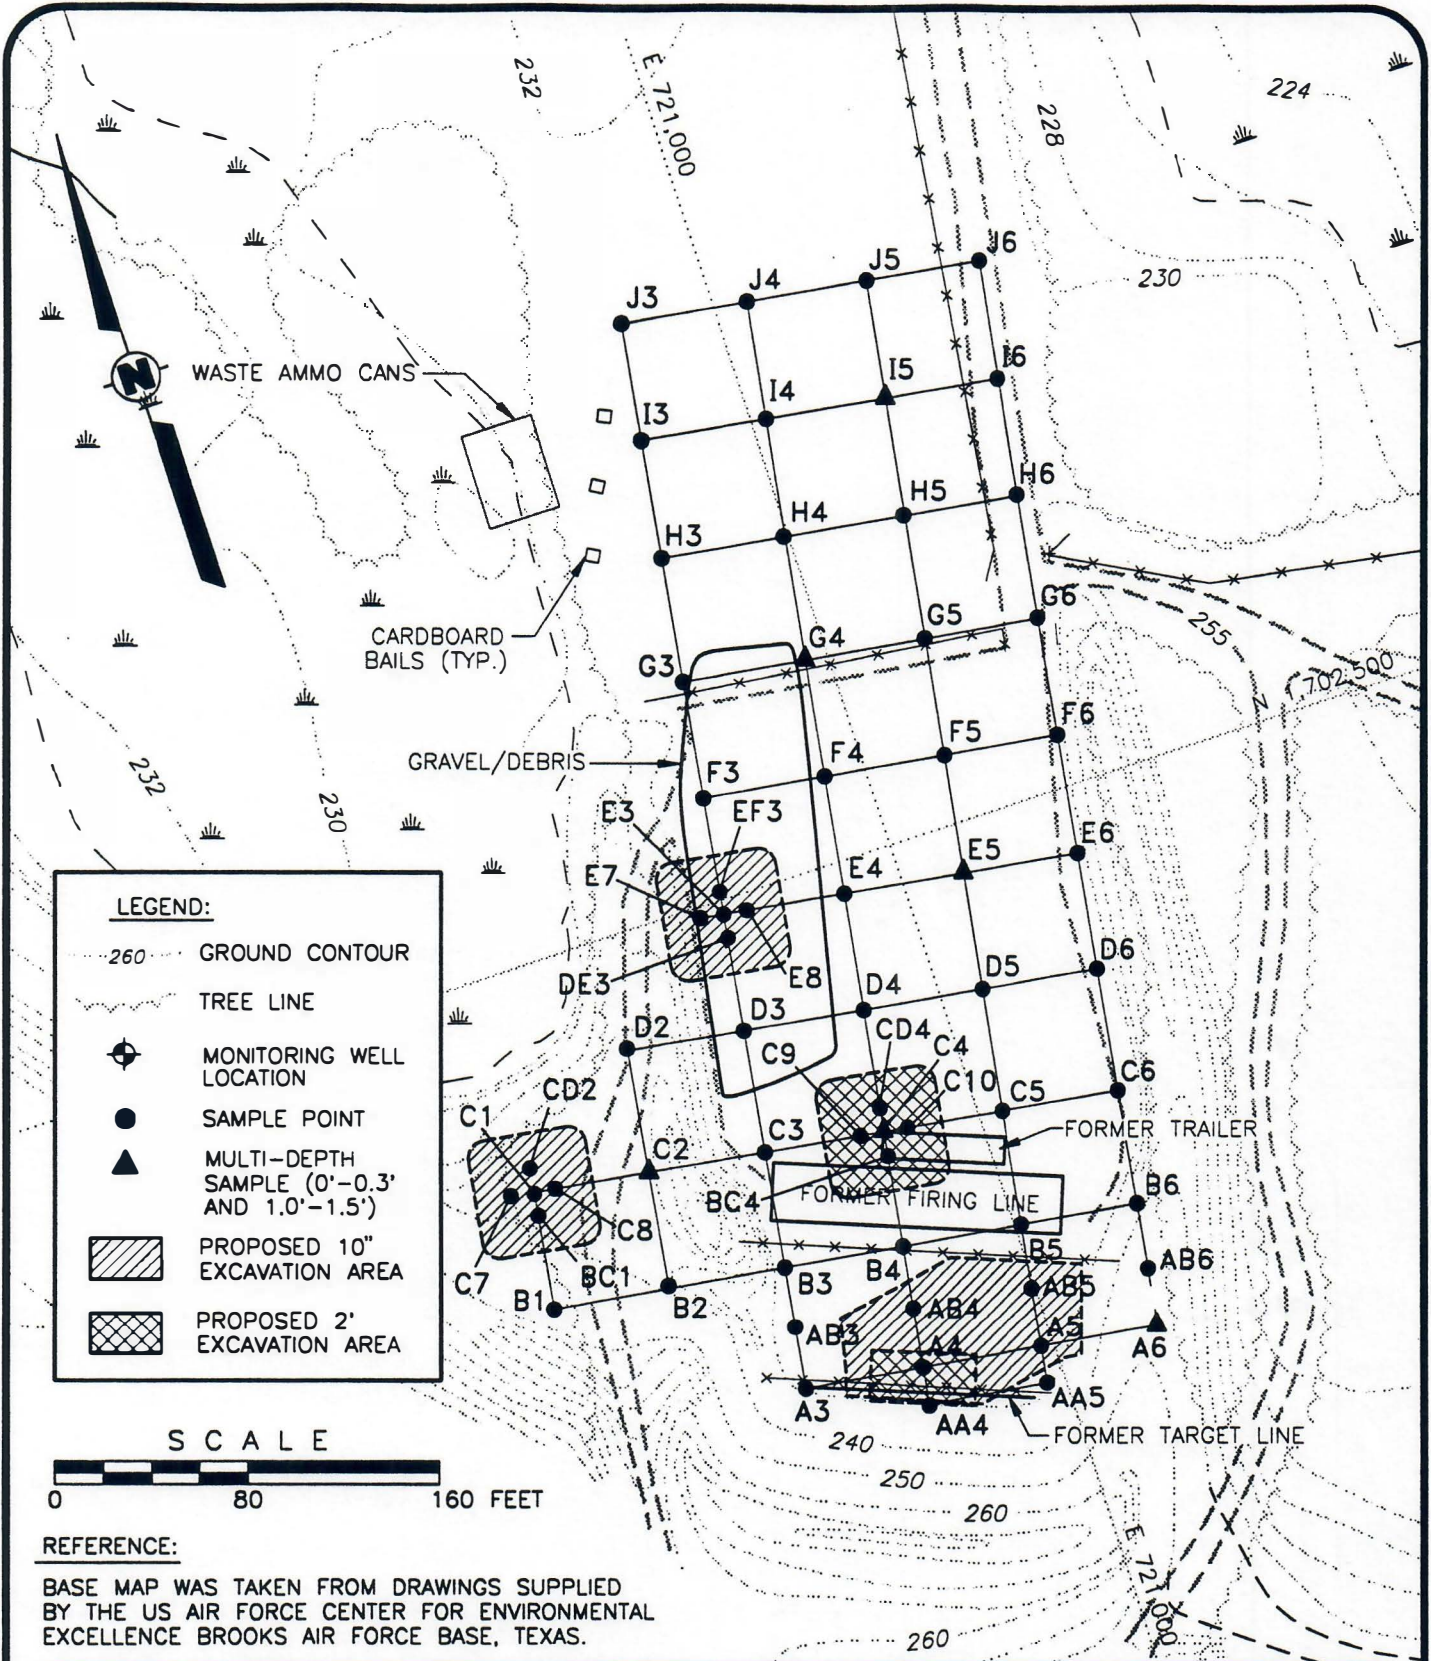 232
E 721,000
228
224
230
J3
J4
J5
J6
WASTE AMMO CANS
I3
I4
I5
I6
N
H3
H4
H5
H6
CARDBOARD
BAILS (TYP.)
G3
G4
G5
G6
255
702,500
GRAVEL/DEBRIS
F3
F4
F5
F6
232
230
E3
EF3
E7
E4
E5
E6
DE3
E8
D2
D3
D4
D5
D6
CD4
C9
C4
C10
C5
C6
CD2
C1
C2
C3
FORMER TRAILER
BC4
FORMER FIRING LINE
C7
C8
BC1
B1
B2
B3
B4
B5
B6
AB3
AB4
AB5
AB6
A3
A4
A5
A6
AA4
AA5
FORMER TARGET LINE
240
250
260
E 721,000
260
LEGEND:
260 GROUND CONTOUR
TREE LINE
MONITORING WELL
LOCATION
SAMPLE POINT
MULTI-DEPTH
SAMPLE (0'-0.3'
AND 1.0'-1.5')
PROPOSED 10"
EXCAVATION AREA
PROPOSED 2'
EXCAVATION AREA
SCALE
0 80 160 FEET
REFERENCE:
BASE MAP WAS TAKEN FROM DRAWINGS SUPPLIED
BY THE US AIR FORCE CENTER FOR ENVIRONMENTAL
EXCELLENCE BROOKS AIR FORCE BASE, TEXAS.